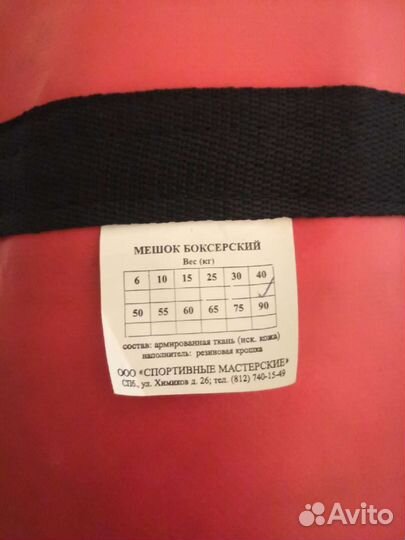 МЕШОК БОКСЕРСКИЙ
Вес (кг)
6 10 15 25 30 40
50 55 60 65 75 90
состав: армированная ткань (иск. кожа)
наполнитель: резиновая крошка
ООО «СПОРТИВНЫЕ МАСТЕРСКИЕ»
СПб., ул. Химиков д. 26; тел. (812) 740-15-49
Avito